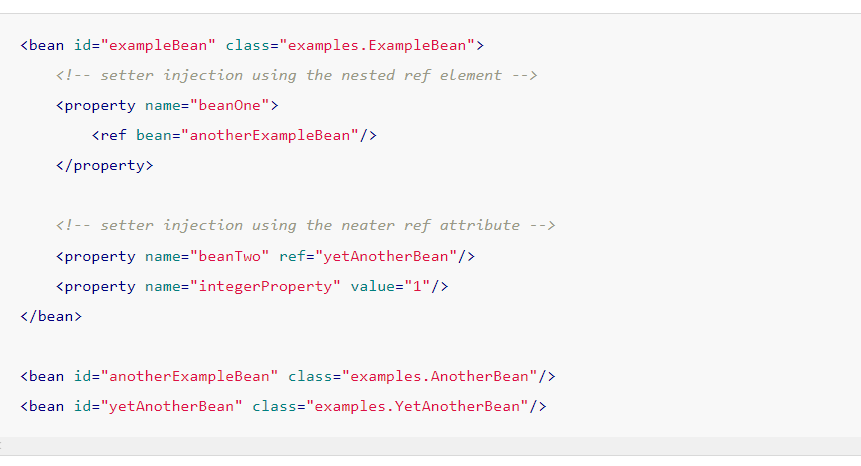 <bean id="exampleBean" class="examples.ExampleBean">
<!-- setter injection using the nested ref element -->
<property name="beanOne">
<ref bean="anotherExampleBean"/>
</property>
<!-- setter injection using the neater ref attribute -->
<property name="beanTwo" ref="yetAnotherBean"/>
<property name="integerProperty" value="1"/>
</bean>
<bean id="anotherExampleBean" class="examples.AnotherBean"/>
<bean id="yetAnotherBean" class="examples.YetAnotherBean"/>